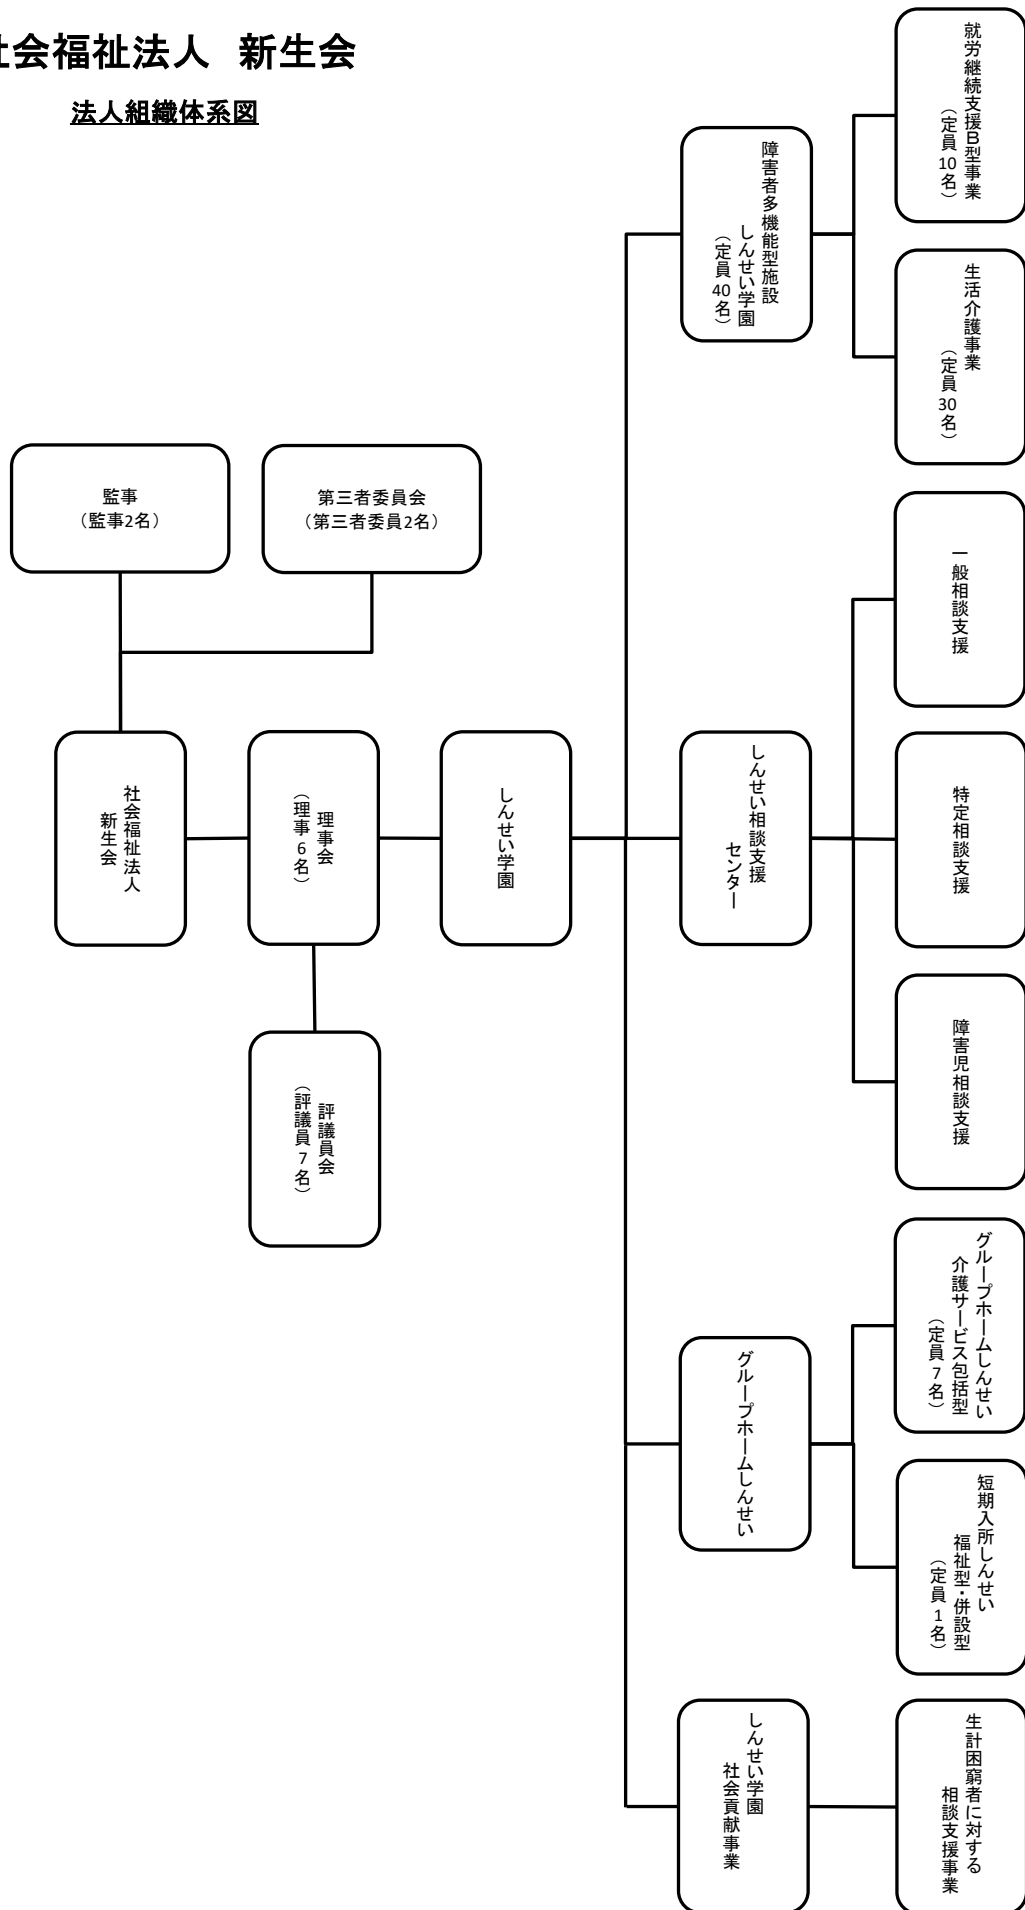 社会福祉法人 新生会
法人組織体系図
監事
（監事2名）
第三者委員会
（第三者委員2名）
社会福祉法人
新生会
理事会
（理事6名）
評議員会
（評議員7名）
しんせい学園
障害者多機能型施設
しんせい学園
（定員40名）
就労継続支援B型事業
（定員10名）
生活介護事業
（定員30名）
しんせい相談支援
センター
一般相談支援
特定相談支援
障害児相談支援
グループホームしんせい
グループホームしんせい
介護サービス包括型
（定員7名）
短期入所しんせい
福祉型・併設型
（定員1名）
しんせい学園
社会貢献事業
生計困窮者に対する
相談支援事業